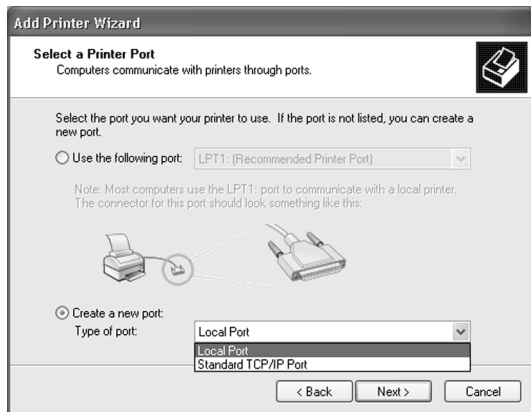 Add Printer Wizard
Select a Printer Port
Computers communicate with printers through ports.
Select the port you want your printer to use. If the port is not listed, you can create a
new port.
Use the following port: LPT1: (Recommended Printer Port)
Note: Most computers use the LPT1: port to communicate with a local printer.
The connector for this port should look something like this:
Create a new port:
Type of port: Local Port
Local Port
Standard TCP/IP Port
< Back Next > Cancel